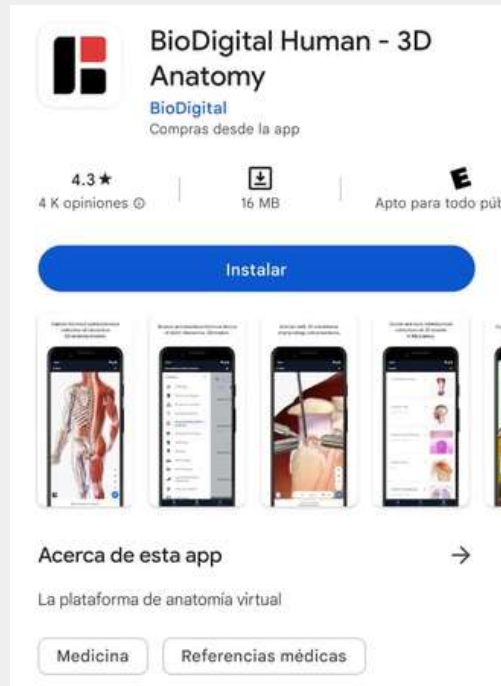 BioDigital Human - 3D
Anatomy
BioDigital
Compras desde la app
4.3★
4 K opiniones
16 MB
E
Apto para todo púb
Instalar
Acerca de esta app
La plataforma de anatomía virtual
Medicina
Referencias médicas